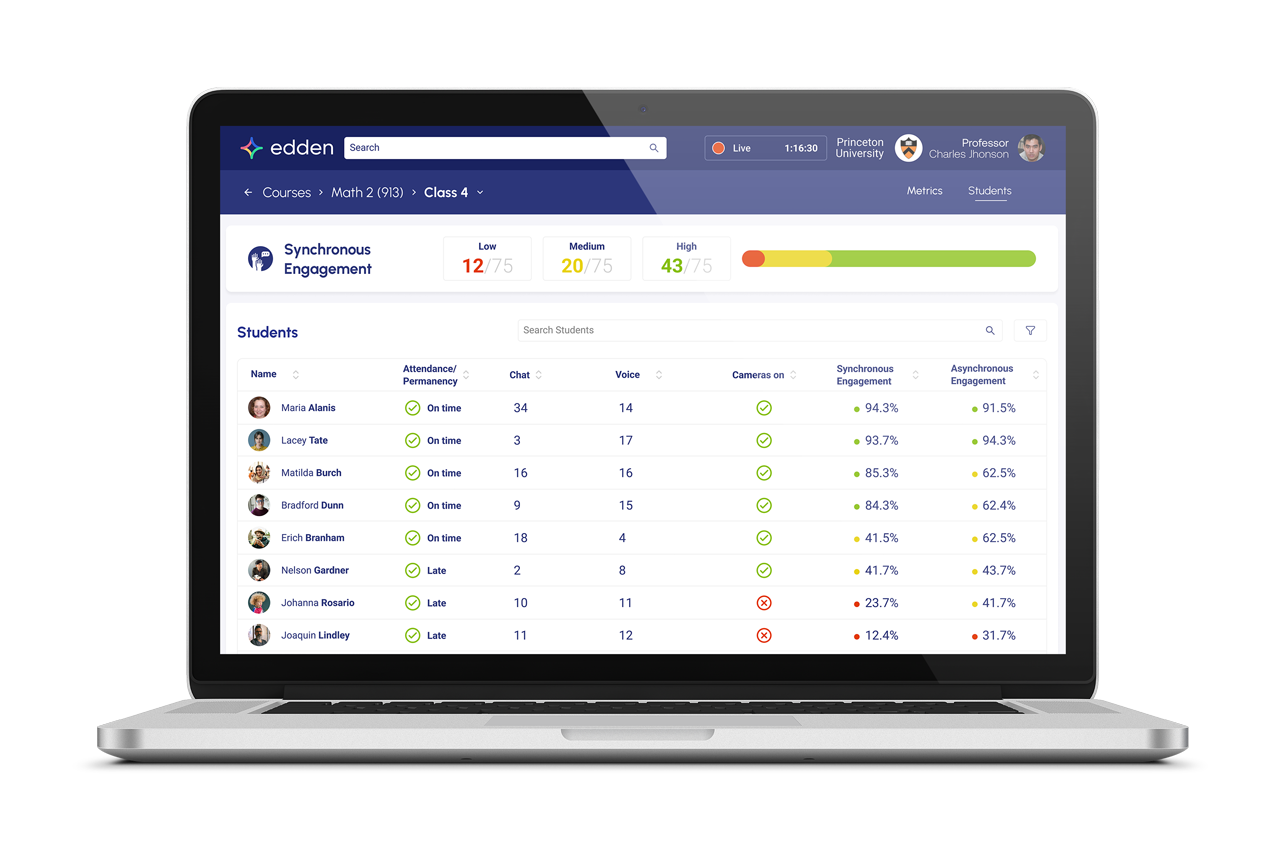 edden
Search
Live 1:16:30
Princeton
University
Professor
Charles Jhonson
Courses › Math 2 (913) › Class 4
Metrics Students
Synchronous
Engagement
Low
12/75
Medium
20/75
High
43/75
Students
Search Students
Name
Attendance/
Permanency
Chat
Voice
Cameras on
Synchronous
Engagement
Asynchronous
Engagement
Maria Alanis On time 34 14 94.3% 91.5%
Lacey Tate On time 3 17 93.7% 94.3%
Matilda Burch On time 16 16 85.3% 62.5%
Bradford Dunn On time 9 15 84.3% 62.4%
Erich Branham On time 18 4 41.5% 62.5%
Nelson Gardner Late 2 8 41.7% 43.7%
Johanna Rosario Late 10 11 23.7% 41.7%
Joaquin Lindley Late 11 12 12.4% 31.7%